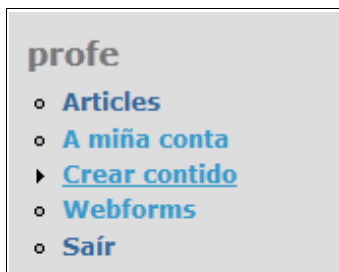 profe
Articles
A miña conta
Crear contido
Webforms
Saír